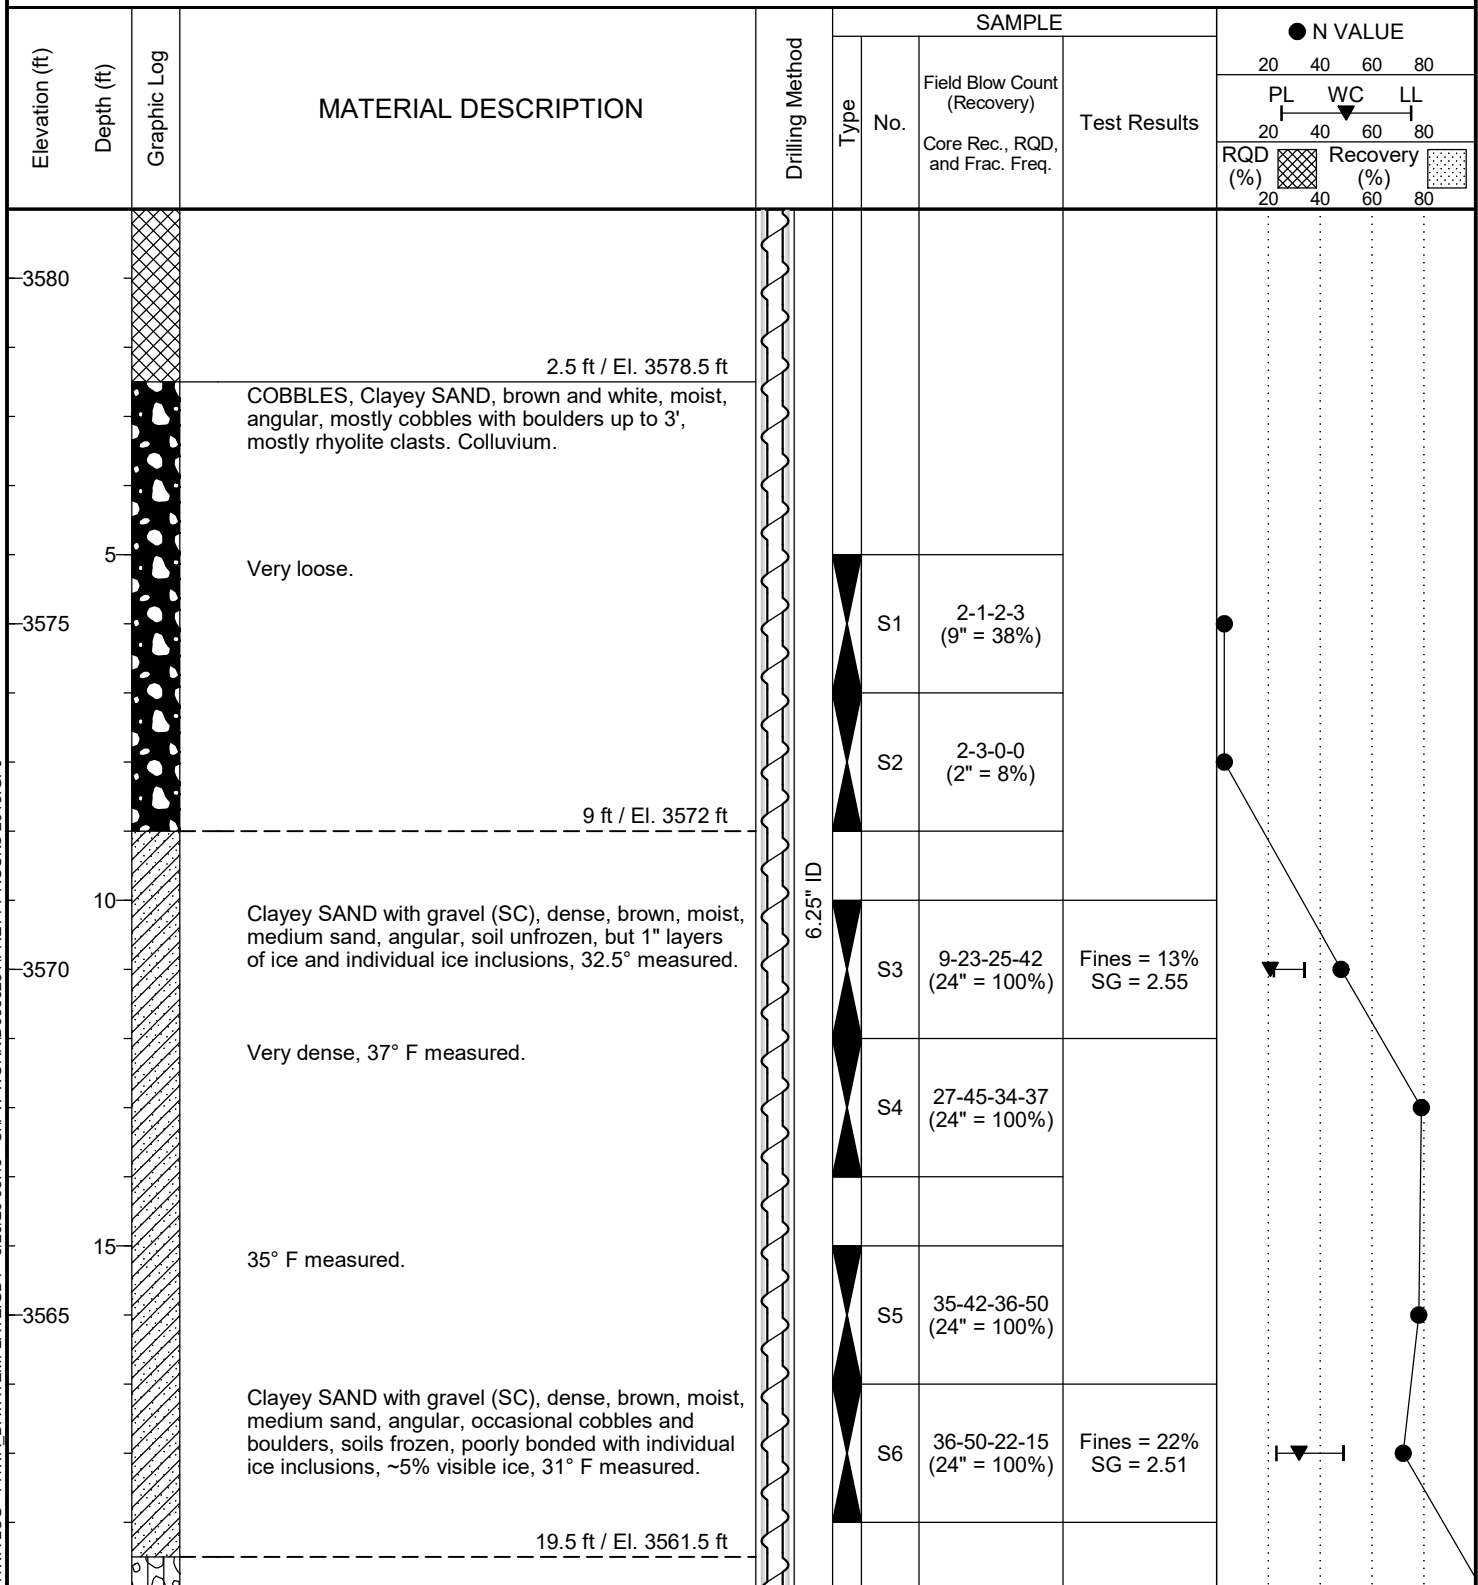 Elevation (ft)
Depth (ft)
Graphic Log
MATERIAL DESCRIPTION
Drilling Method
SAMPLE
Type
No.
Field Blow Count
(Recovery)
Core Rec., RQD,
and Frac. Freq.
Test Results
N VALUE
20 40 60 80
PL WC LL
20 40 60 80
RQD
(%)
Recovery
(%)
20 40 60 80
3580
2.5 ft / El. 3578.5 ft
COBBLES, Clayey SAND, brown and white, moist,
angular, mostly cobbles with boulders up to 3',
mostly rhyolite clasts. Colluvium.
5
Very loose.
3575
S1
2-1-2-3
(9" = 38%)
S2
2-3-0-0
(2" = 8%)
9 ft / El. 3572 ft
6.25" ID
10
Clayey SAND with gravel (SC), dense, brown, moist,
medium sand, angular, soil unfrozen, but 1" layers
of ice and individual ice inclusions, 32.5° measured.
3570
S3
9-23-25-42
(24" = 100%)
Fines = 13%
SG = 2.55
Very dense, 37° F measured.
S4
27-45-34-37
(24" = 100%)
15
35° F measured.
3565
S5
35-42-36-50
(24" = 100%)
Clayey SAND with gravel (SC), dense, brown, moist,
medium sand, angular, occasional cobbles and
boulders, soils frozen, poorly bonded with individual
ice inclusions, ~5% visible ice, 31° F measured.
S6
36-50-22-15
(24" = 100%)
Fines = 22%
SG = 2.51
19.5 ft / El. 3561.5 ft